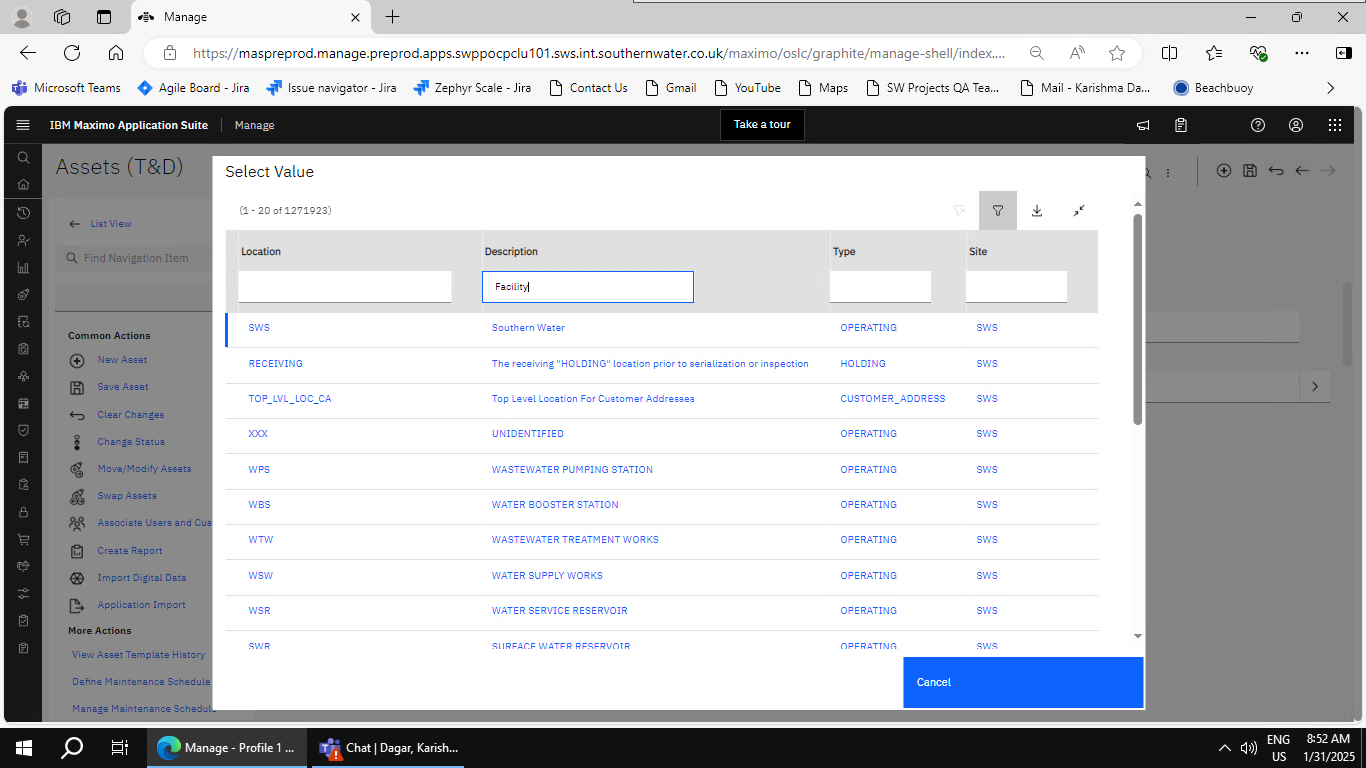 Manage
https://maspreprod.manage.preprod.apps.swppocpclu101.sws.int.southernwater.co.uk/maximo/oslc/graphite/manage-shell/index....
Microsoft Teams
Agile Board - Jira
Issue navigator - Jira
Zephyr Scale - Jira
Contact Us
Gmail
YouTube
Maps
SW Projects QA Tea...
Mail - Karishma Da...
Beachbuoy
IBM Maximo Application Suite
Manage
Take a tour
Assets (T&D)
List View
Find Navigation Item
Common Actions
New Asset
Save Asset
Clear Changes
Change Status
Move/Modify Assets
Swap Assets
Associate Users and Cus
Create Report
Import Digital Data
Application Import
More Actions
View Asset Template History
Define Maintenance Schedule
Manage Maintenance Schedule
Select Value
(1 - 20 of 1271923)
Location Description Type Site
Facility
SWS Southern Water OPERATING SWS
RECEIVING The receiving "HOLDING" location prior to serialization or inspection HOLDING SWS
TOP_LVL_LOC_CA Top Level Location For Customer Addresses CUSTOMER_ADDRESS SWS
XXX UNIDENTIFIED OPERATING SWS
WPS WASTEWATER PUMPING STATION OPERATING SWS
WBS WATER BOOSTER STATION OPERATING SWS
WTW WASTEWATER TREATMENT WORKS OPERATING SWS
WSW WATER SUPPLY WORKS OPERATING SWS
WSR WATER SERVICE RESERVOIR OPERATING SWS
SWR SURFACE WATER RESERVOIR OPERATING SWS
Cancel
Manage - Profile 1 ...
Chat | Dagar, Karish...
ENG
US
8:52 AM
1/31/2025